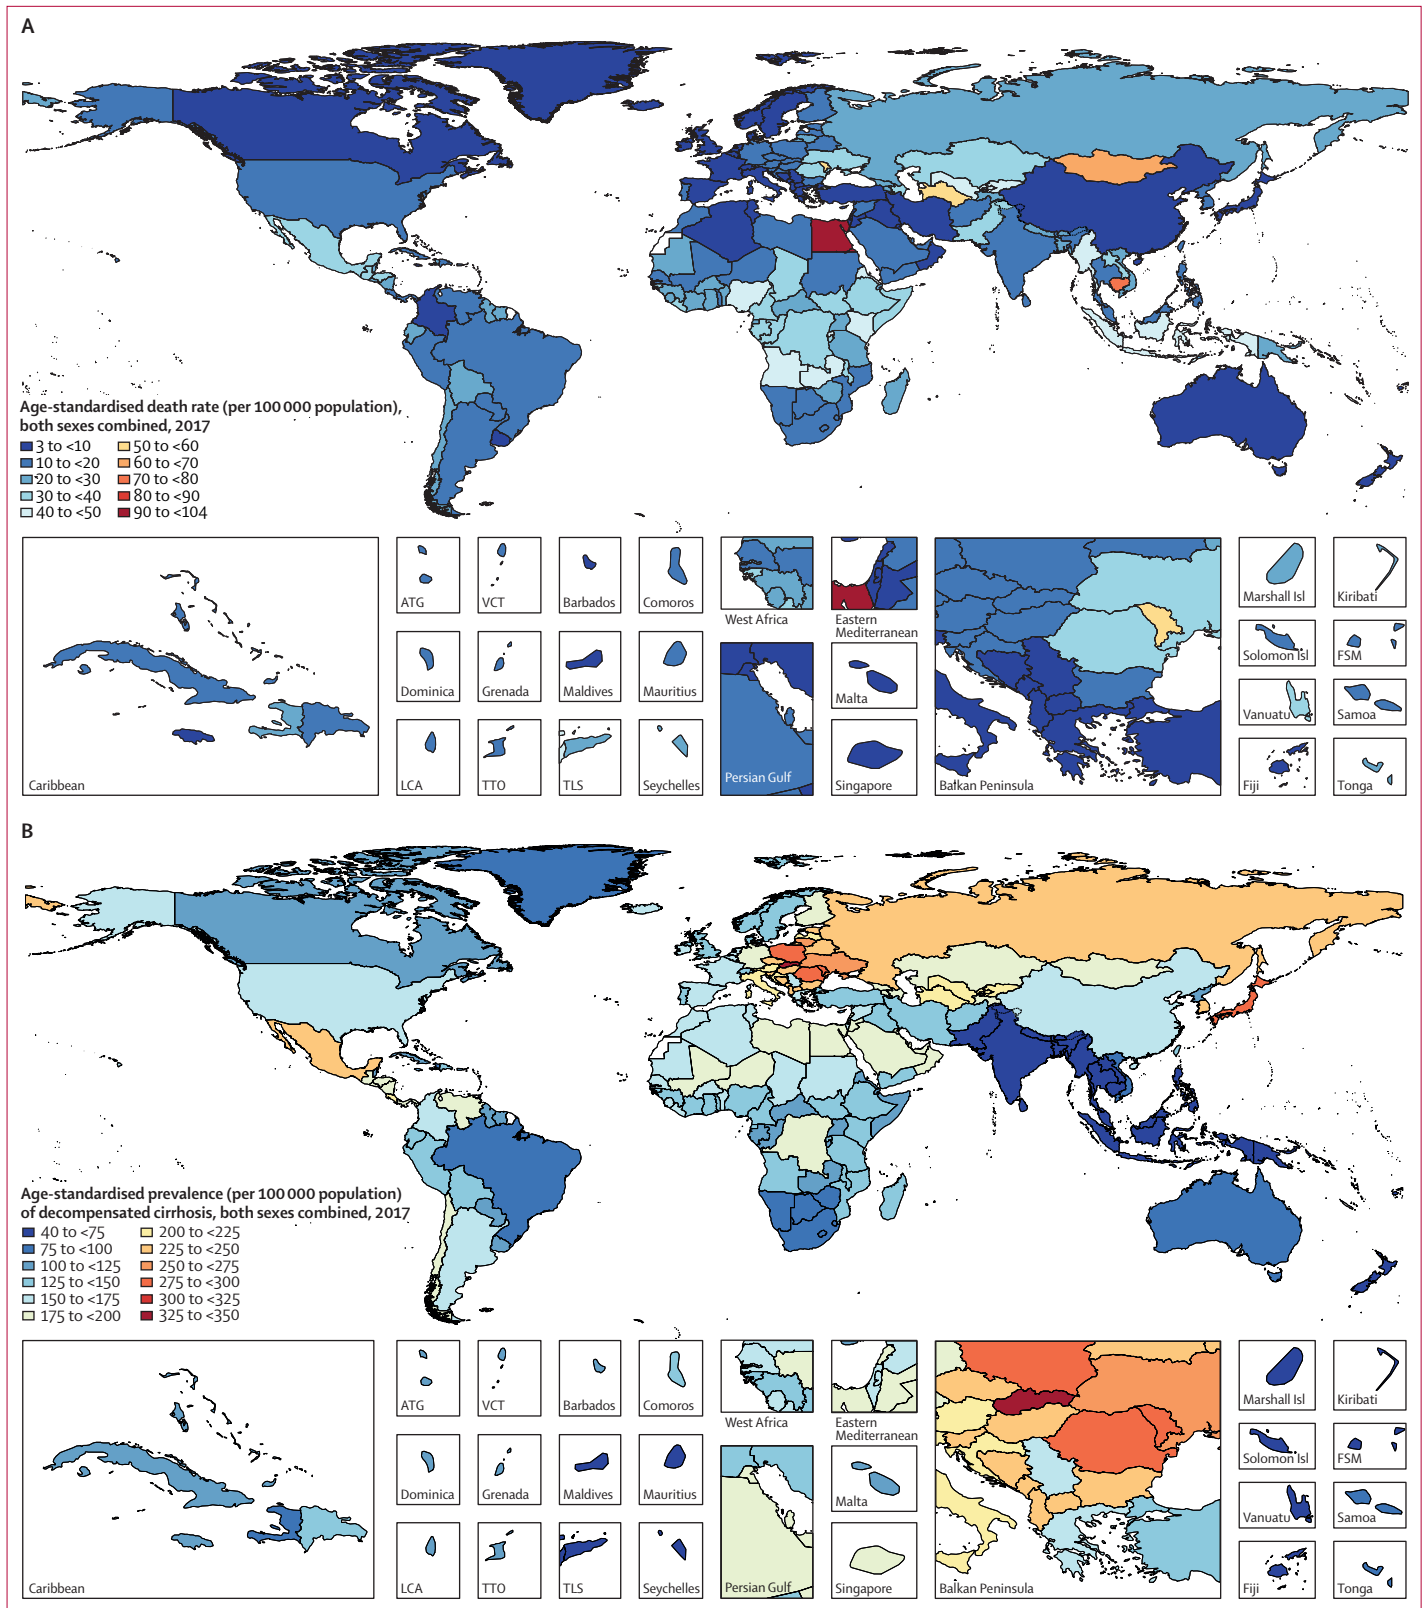 A
Age-standardised death rate (per 100 000 population),
both sexes combined, 2017
3 to <10
10 to <20
20 to <30
30 to <40
40 to <50
50 to <60
60 to <70
70 to <80
80 to <90
90 to <104
Caribbean
ATG
VCT
Barbados
Comoros
Dominica
Grenada
Maldives
Mauritius
LCA
TTO
TLS
Seychelles
West Africa
Eastern
Mediterranean
Persian Gulf
Malta
Singapore
Balkan Peninsula
Marshall Isl
Kiribati
Solomon Isl
FSM
Vanuatu
Samoa
Fiji
Tonga
B
Age-standardised prevalence (per 100 000 population)
of decompensated cirrhosis, both sexes combined, 2017
40 to <75
75 to <100
100 to <125
125 to <150
150 to <175
175 to <200
200 to <225
225 to <250
250 to <275
275 to <300
300 to <325
325 to <350
Caribbean
ATG
VCT
Barbados
Comoros
Dominica
Grenada
Maldives
Mauritius
LCA
TTO
TLS
Seychelles
West Africa
Eastern
Mediterranean
Persian Gulf
Malta
Singapore
Balkan Peninsula
Marshall Isl
Kiribati
Solomon Isl
FSM
Vanuatu
Samoa
Fiji
Tonga